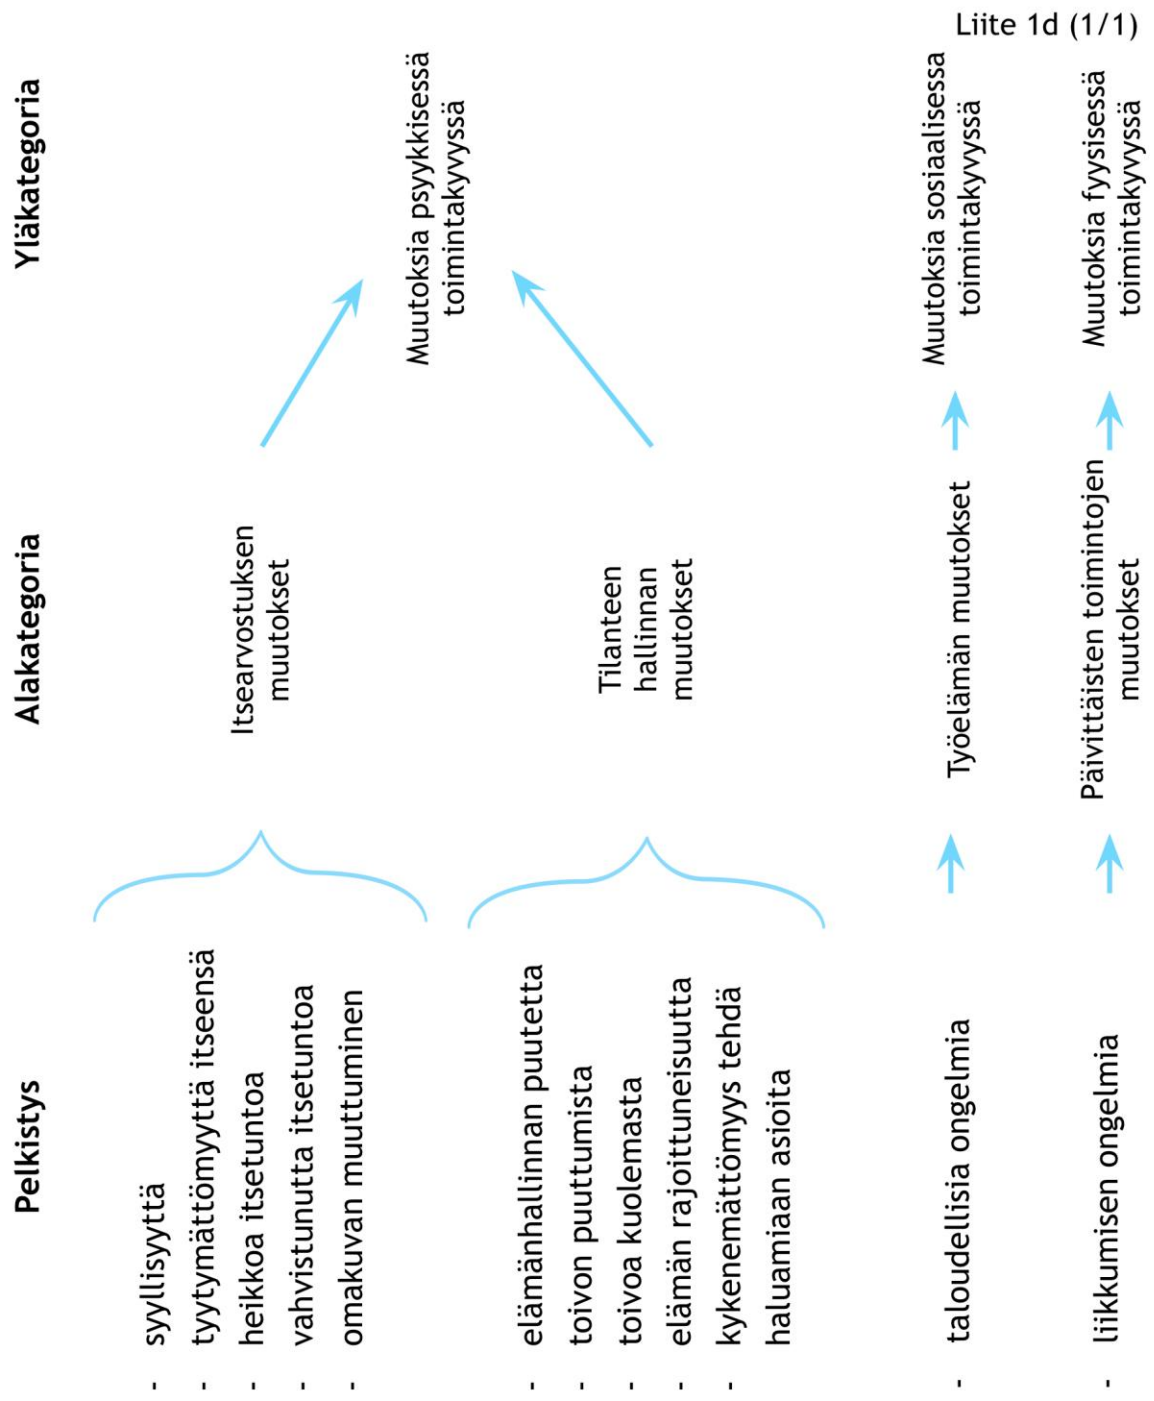 Liite 1d (1/1)
Pelkistys
Alakategoria
Yläkategoria
- syyllisyyttä
- tyytymättömyyttä itseensä
- heikkoa itsetuntoa
- vahvistunutta itsetuntoa
- omakuvan muuttuminen
Itsearvostuksen
muutokset
Muutoksia psyykkisessä
toimintakyvyssä
- elämänhallinnan puutetta
- toivon puuttumista
- toivoa kuolemasta
- elämän rajoittuneisuutta
- kykenemättömyys tehdä
haluamiaan asioita
Tilanteen
hallinnan
muutokset
- taloudellisia ongelmia
Työelämän muutokset
Muutoksia sosiaalisessa
toimintakyvyssä
- liikkumisen ongelmia
Päivittäisten toimintojen
muutokset
Muutoksia fyysisessä
toimintakyvyssä